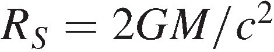 R_S = 2GM/c^2